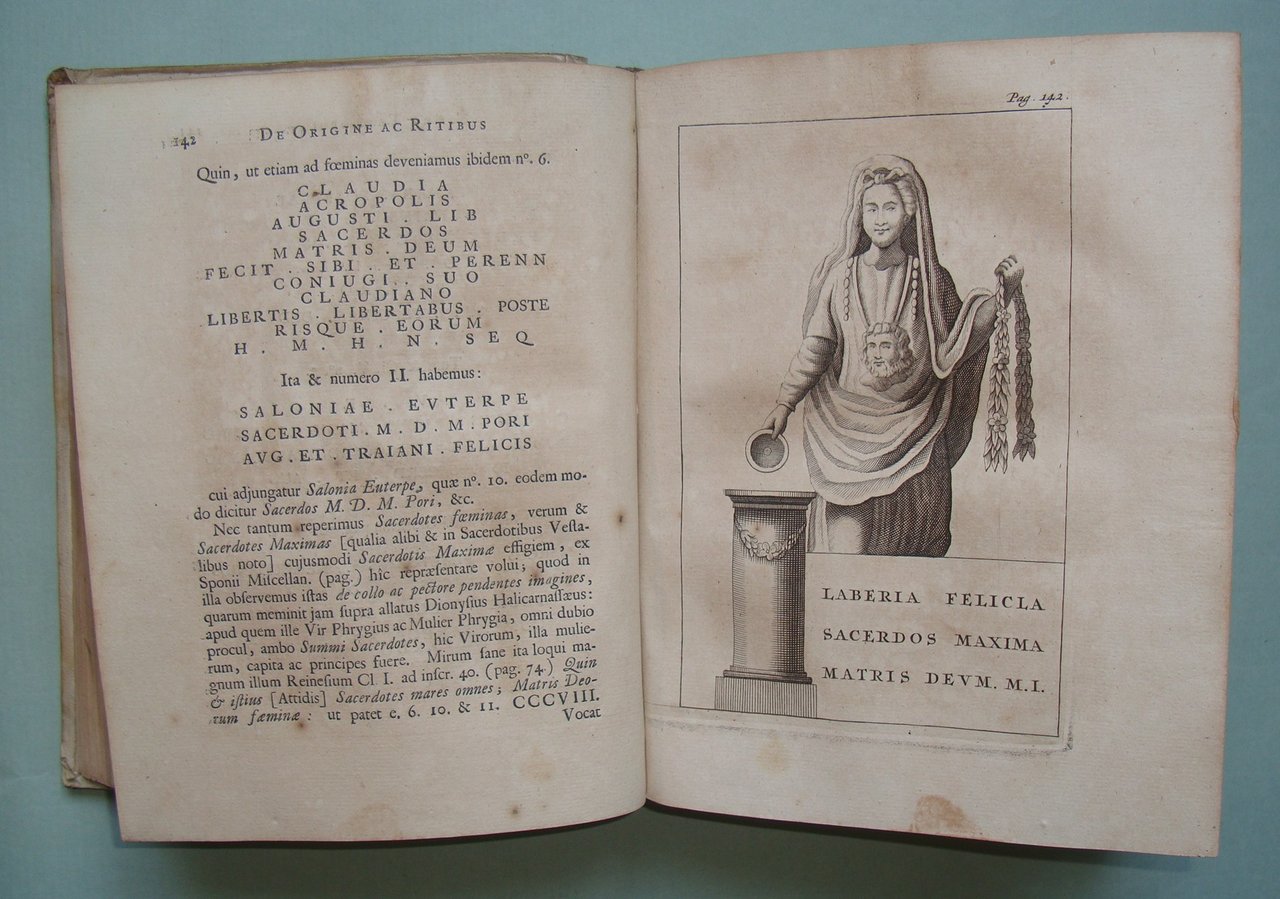 142 DE ORIGINE AC RITIBUS
Quin, ut etiam ad fœminas deveniamus ibidem nº. 6.
CLAUDIA
ACROPOLIS
AUGUSTI . LIB
SACERDOS
MATRIS . DEUM
FECIT . SIBI . ET . PERENN
CONIUGI . SUO
CLAUDIANO
LIBERTIS . LIBERTABUS . POSTE
RISQUE . EORUM
H . M . H . N . SEQ
Ita & numero II. habemus:
SALONIAE . EVTERPE
SACERDOTI . M . D . M . PORI
AVG . ET . TRAIANI . FELICIS
cui adjungatur Salonia Euterpe, quæ nº. 10. eodem mo-
do dicitur Sacerdos M. D. M. Pori, &c.
Nec tantum reperimus Sacerdotes fœminas, verum &
Sacerdotes Maximas [qualia alibi & in Sacerdotibus Vesta-
libus noto] cujusmodi Sacerdotis Maximæ effigiem, ex
Sponii Miscellan. (pag.) hîc repræsentare volui; quod in
illa observemus istas de collo ac pectore pendentes imagines,
quarum meminit jam supra allatus Dionysius Halicarnassæus:
apud quem ille Vir Phrygius ac Mulier Phrygia, omni dubio
procul, ambo Summi Sacerdotes, hic Virorum, illa mulie-
rum, capita ac principes fuere. Mirum sane ita loqui ma-
gnum illum Reinesium Cl. I. ad inscr. 40. (pag. 74.) Quin
& istius [Attidis] Sacerdotes mares omnes; Matris Deo-
rum fæminæ: ut patet e. 6. 10. & 11. CCCVIII.
Vocat
Pag. 142.
LABERIA FELICLA
SACERDOS MAXIMA
MATRIS DEVM. M.I.